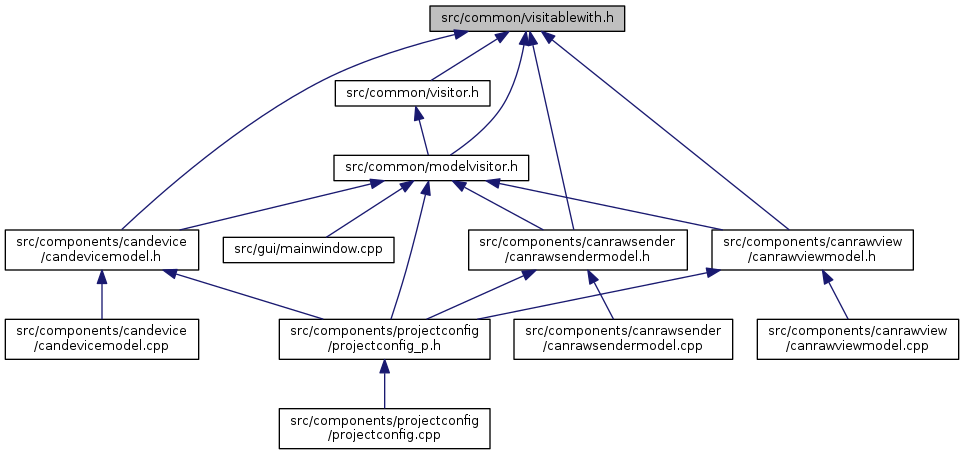 src/common/visitablewith.h
src/common/visitor.h
src/common/modelvisitor.h
src/components/candevice
/candevicemodel.h
src/gui/mainwindow.cpp
src/components/canrawsender
/canrawsendermodel.h
src/components/canrawview
/canrawviewmodel.h
src/components/candevice
/candevicemodel.cpp
src/components/projectconfig
/projectconfig_p.h
src/components/canrawsender
/canrawsendermodel.cpp
src/components/canrawview
/canrawviewmodel.cpp
src/components/projectconfig
/projectconfig.cpp